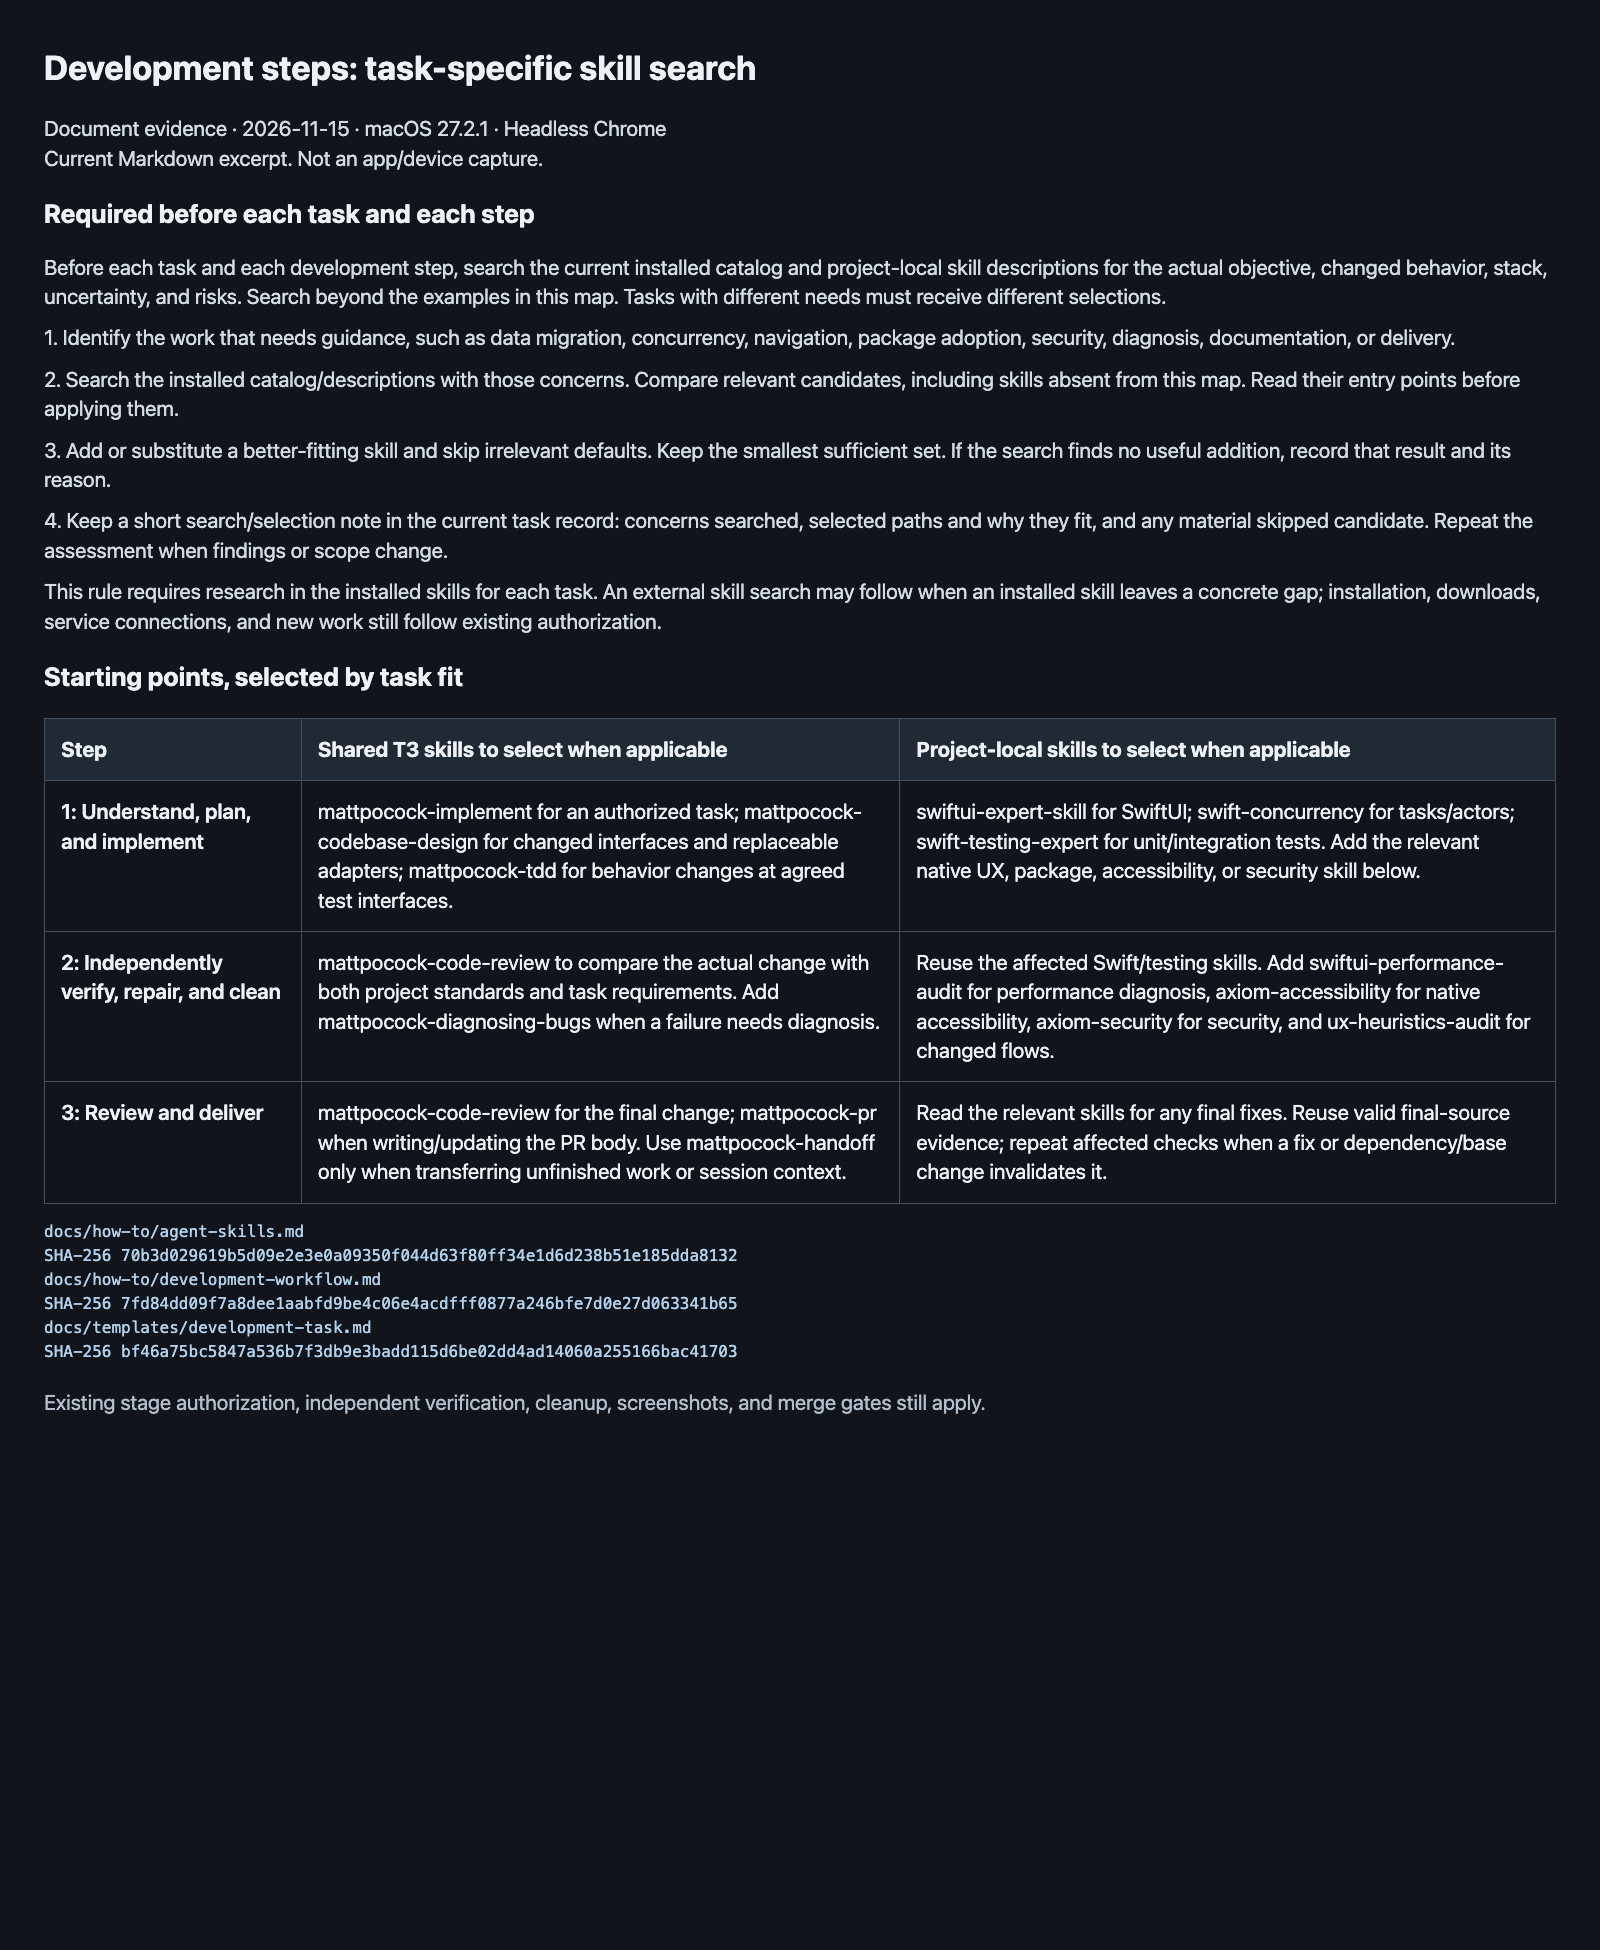 Development steps: task-specific skill search
Document evidence · 2026-11-15 · macOS 27.2.1 · Headless Chrome
Current Markdown excerpt. Not an app/device capture.
Required before each task and each step
Before each task and each development step, search the current installed catalog and project-local skill descriptions for the actual objective, changed behavior, stack,
uncertainty, and risks. Search beyond the examples in this map. Tasks with different needs must receive different selections.
1. Identify the work that needs guidance, such as data migration, concurrency, navigation, package adoption, security, diagnosis, documentation, or delivery.
2. Search the installed catalog/descriptions with those concerns. Compare relevant candidates, including skills absent from this map. Read their entry points before
applying them.
3. Add or substitute a better-fitting skill and skip irrelevant defaults. Keep the smallest sufficient set. If the search finds no useful addition, record that result and its
reason.
4. Keep a short search/selection note in the current task record: concerns searched, selected paths and why they fit, and any material skipped candidate. Repeat the
assessment when findings or scope change.
This rule requires research in the installed skills for each task. An external skill search may follow when an installed skill leaves a concrete gap; installation, downloads,
service connections, and new work still follow existing authorization.
Starting points, selected by task fit
Step
Shared T3 skills to select when applicable
Project-local skills to select when applicable
1: Understand, plan,
and implement
mattpocock-implement for an authorized task; mattpocock-
codebase-design for changed interfaces and replaceable
adapters; mattpocock-tdd for behavior changes at agreed
test interfaces.
swiftui-expert-skill for SwiftUI; swift-concurrency for tasks/actors;
swift-testing-expert for unit/integration tests. Add the relevant
native UX, package, accessibility, or security skill below.
2: Independently
verify, repair, and clean
mattpocock-code-review to compare the actual change with
both project standards and task requirements. Add
mattpocock-diagnosing-bugs when a failure needs diagnosis.
Reuse the affected Swift/testing skills. Add swiftui-performance-
audit for performance diagnosis, axiom-accessibility for native
accessibility, axiom-security for security, and ux-heuristics-audit for
changed flows.
3: Review and deliver
mattpocock-code-review for the final change; mattpocock-pr
when writing/updating the PR body. Use mattpocock-handoff
only when transferring unfinished work or session context.
Read the relevant skills for any final fixes. Reuse valid final-source
evidence; repeat affected checks when a fix or dependency/base
change invalidates it.
docs/how-to/agent-skills.md
SHA-256 70b3d029619b5d09e2e3e0a09350f044d63f80ff34e1d6d238b51e185dda8132
docs/how-to/development-workflow.md
SHA-256 7fd84dd09f7a8dee1aabfd9be4c06e4acdfff0877a246bfe7d0e27d063341b65
docs/templates/development-task.md
SHA-256 bf46a75bc5847a536b7f3db9e3badd115d6be02dd4ad14060a255166bac41703
Existing stage authorization, independent verification, cleanup, screenshots, and merge gates still apply.